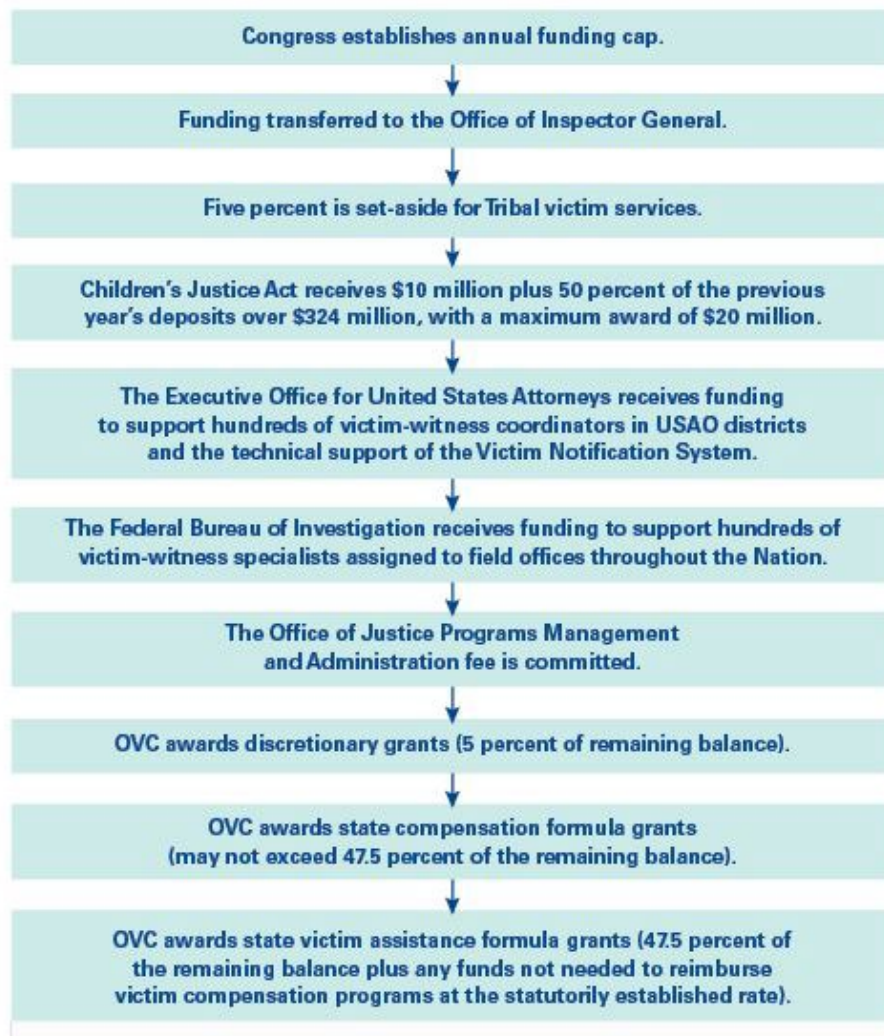 Congress establishes annual funding cap.
Funding transferred to the Office of Inspector General.
Five percent is set-aside for Tribal victim services.
Children's Justice Act receives $10 million plus 50 percent of the previous
year's deposits over $324 million, with a maximum award of $20 million.
The Executive Office for United States Attorneys receives funding
to support hundreds of victim-witness coordinators in USAO districts
and the technical support of the Victim Notification System.
The Federal Bureau of Investigation receives funding to support hundreds of
victim-witness specialists assigned to field offices throughout the Nation.
The Office of Justice Programs Management
and Administration fee is committed.
OVC awards discretionary grants (5 percent of remaining balance).
OVC awards state compensation formula grants
(may not exceed 47.5 percent of the remaining balance).
OVC awards state victim assistance formula grants (47.5 percent of
the remaining balance plus any funds not needed to reimburse
victim compensation programs at the statutorily established rate).